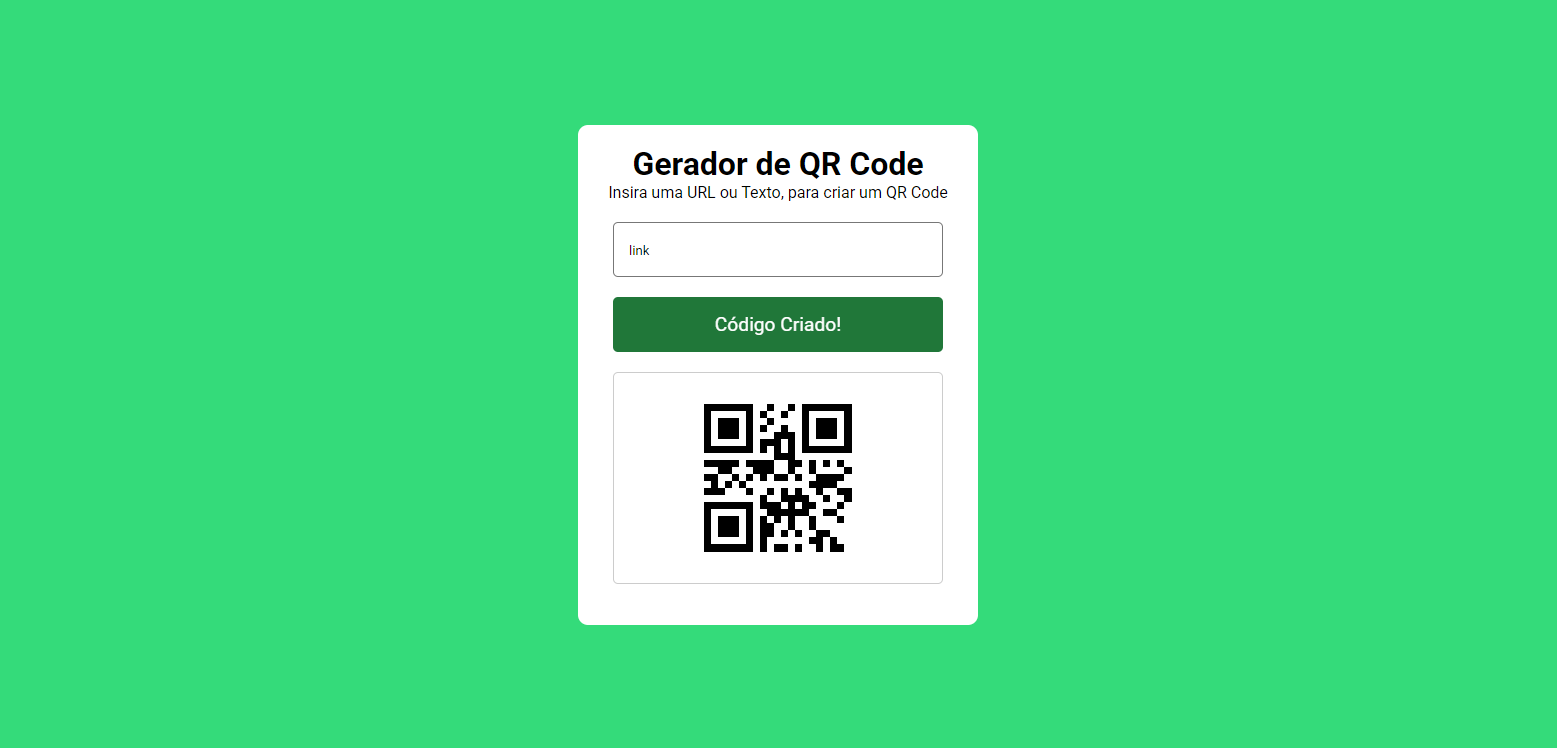 Gerador de QR Code
Insira uma URL ou Texto, para criar um QR Code
link
Código Criado!